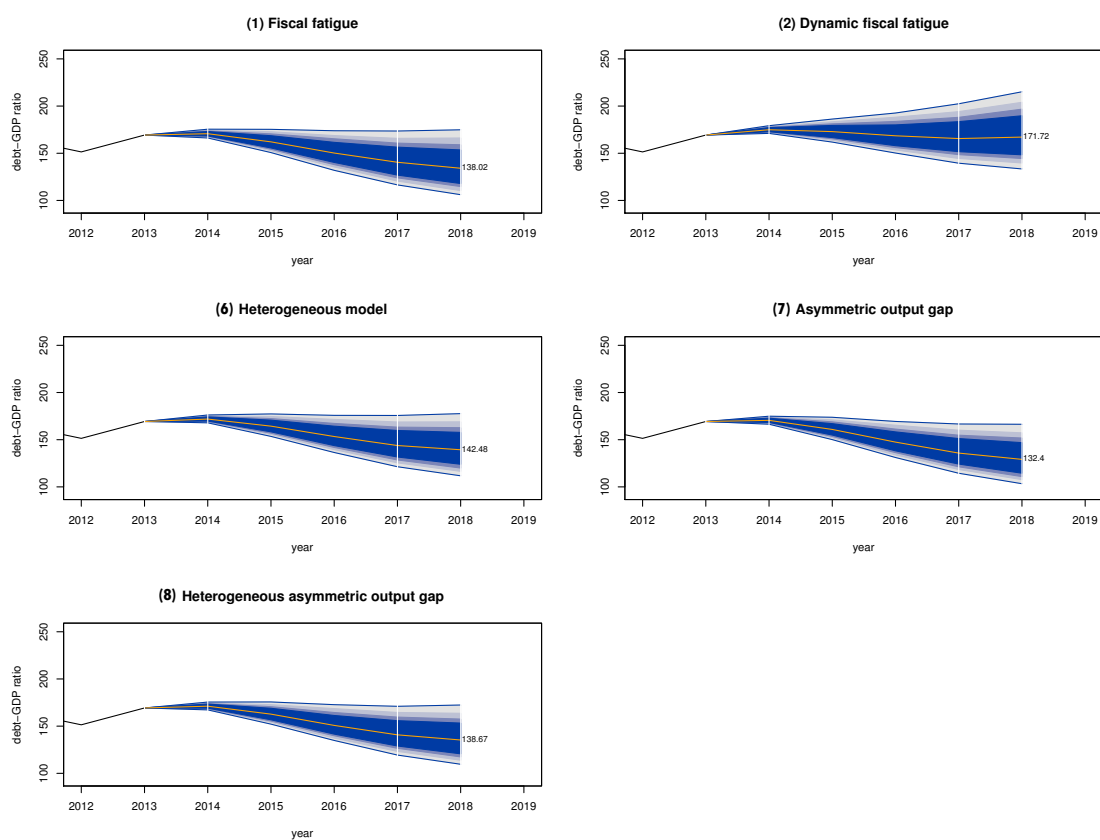 (1) Fiscal fatigue
debt−GDP ratio
250
200
150
100
138.02
2012 2013 2014 2015 2016 2017 2018 2019
year
(2) Dynamic fiscal fatigue
debt−GDP ratio
250
200
150
100
171.72
2012 2013 2014 2015 2016 2017 2018 2019
year
(6) Heterogeneous model
debt−GDP ratio
250
200
150
100
142.48
2012 2013 2014 2015 2016 2017 2018 2019
year
(7) Asymmetric output gap
debt−GDP ratio
250
200
150
100
132.4
2012 2013 2014 2015 2016 2017 2018 2019
year
(8) Heterogeneous asymmetric output gap
debt−GDP ratio
250
200
150
100
138.67
2012 2013 2014 2015 2016 2017 2018 2019
year